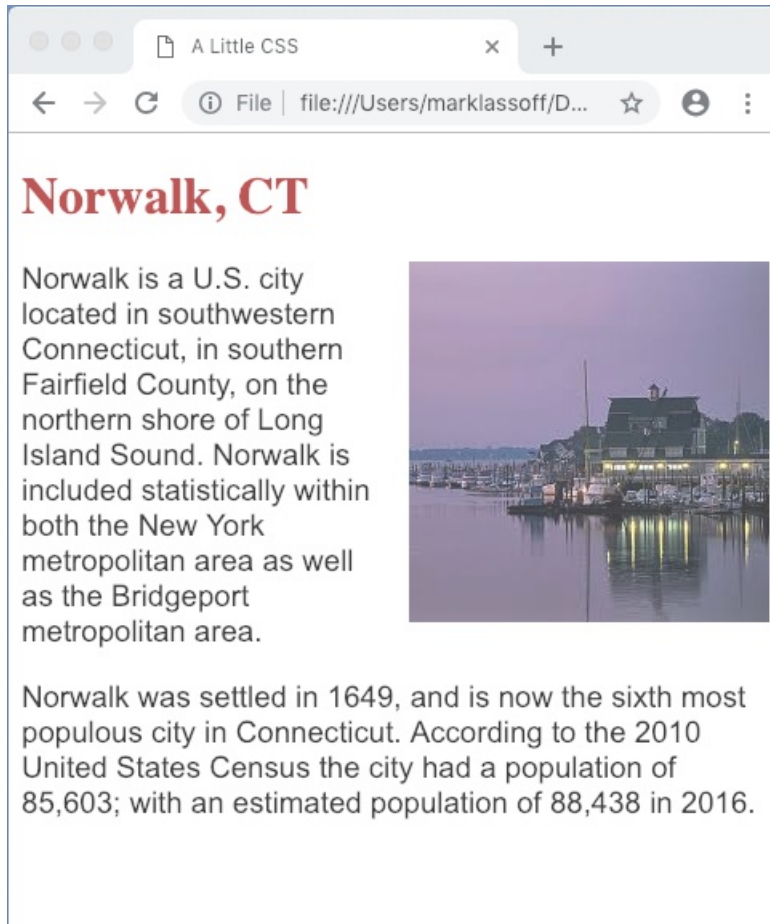 A Little CSS
File file:///Users/marklassoff/D...
Norwalk, CT
Norwalk is a U.S. city
located in southwestern
Connecticut, in southern
Fairfield County, on the
northern shore of Long
Island Sound. Norwalk is
included statistically within
both the New York
metropolitan area as well
as the Bridgeport
metropolitan area.
Norwalk was settled in 1649, and is now the sixth most
populous city in Connecticut. According to the 2010
United States Census the city had a population of
85,603; with an estimated population of 88,438 in 2016.